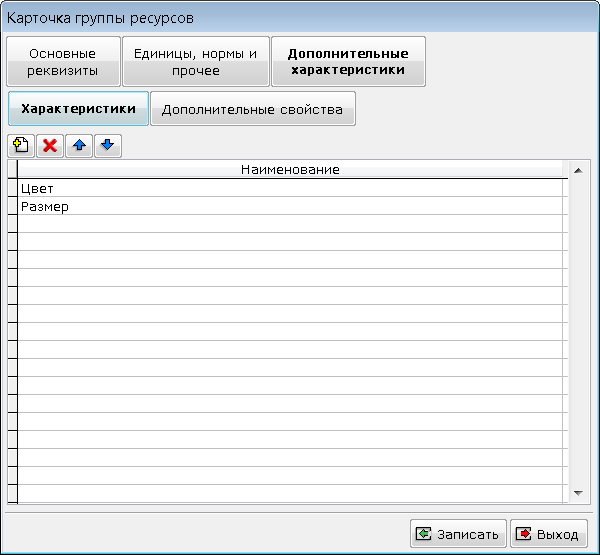 Карточка группы ресурсов
Основные
реквизиты
Единицы, нормы и
прочее
Дополнительные
характеристики
Характеристики
Дополнительные свойства
Наименование
Цвет
Размер
Записать
Выход